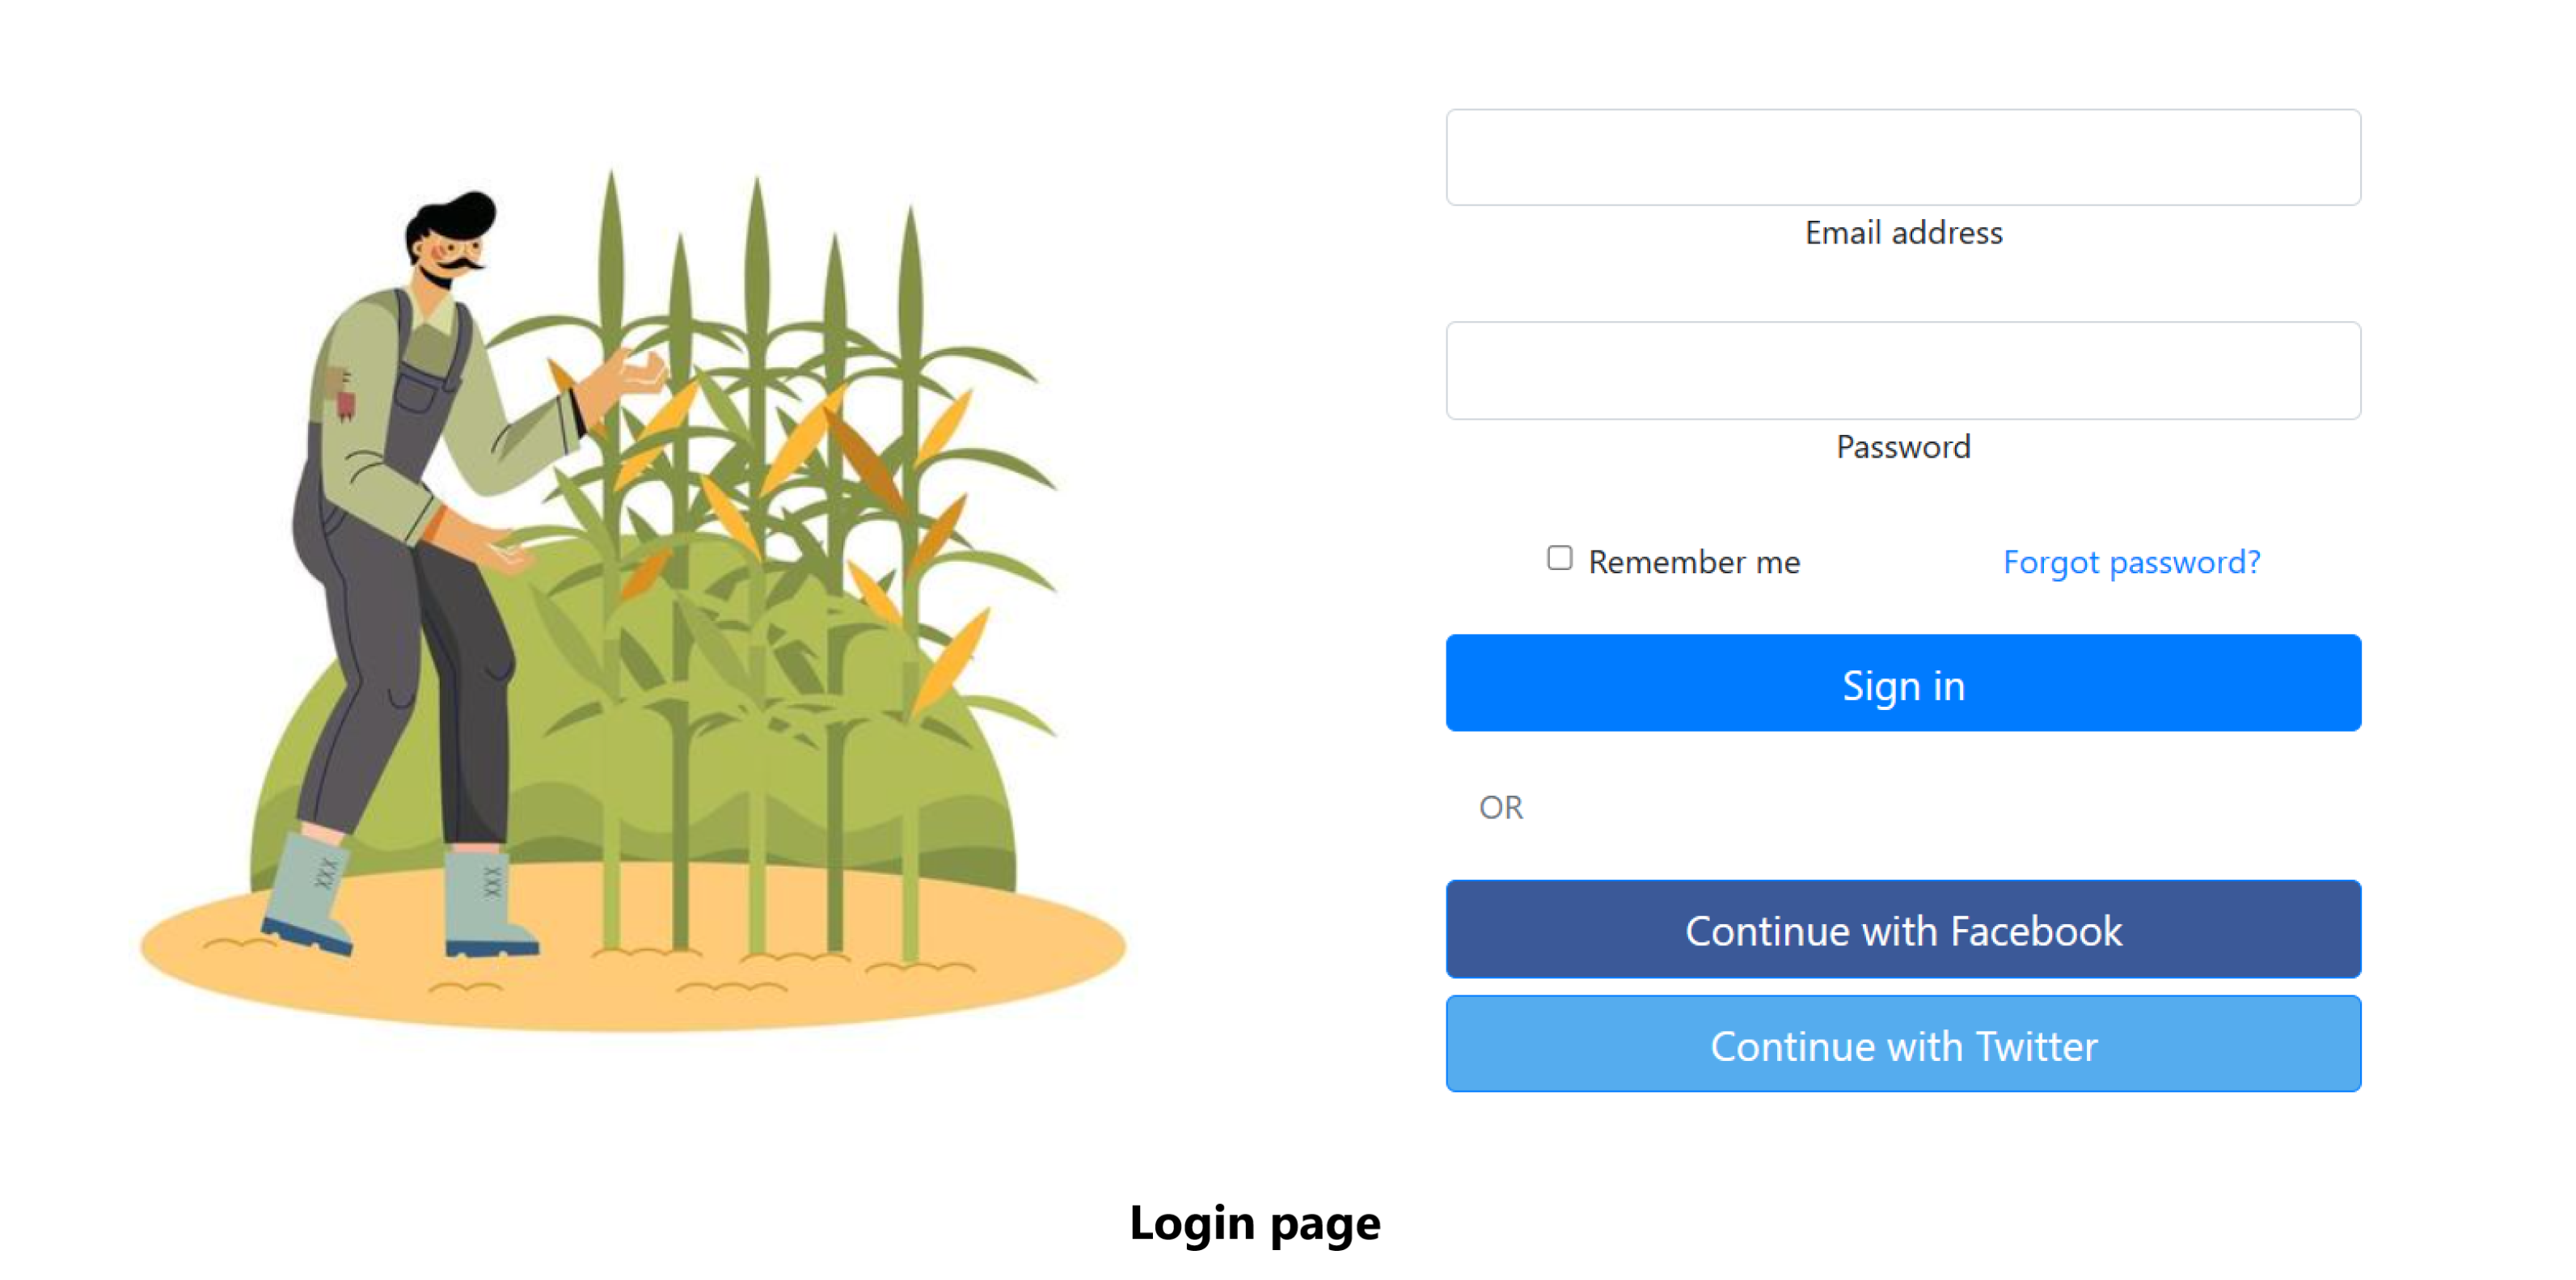 Email address
Password
Remember me
Forgot password?
Sign in
OR
Continue with Facebook
Continue with Twitter
Login page